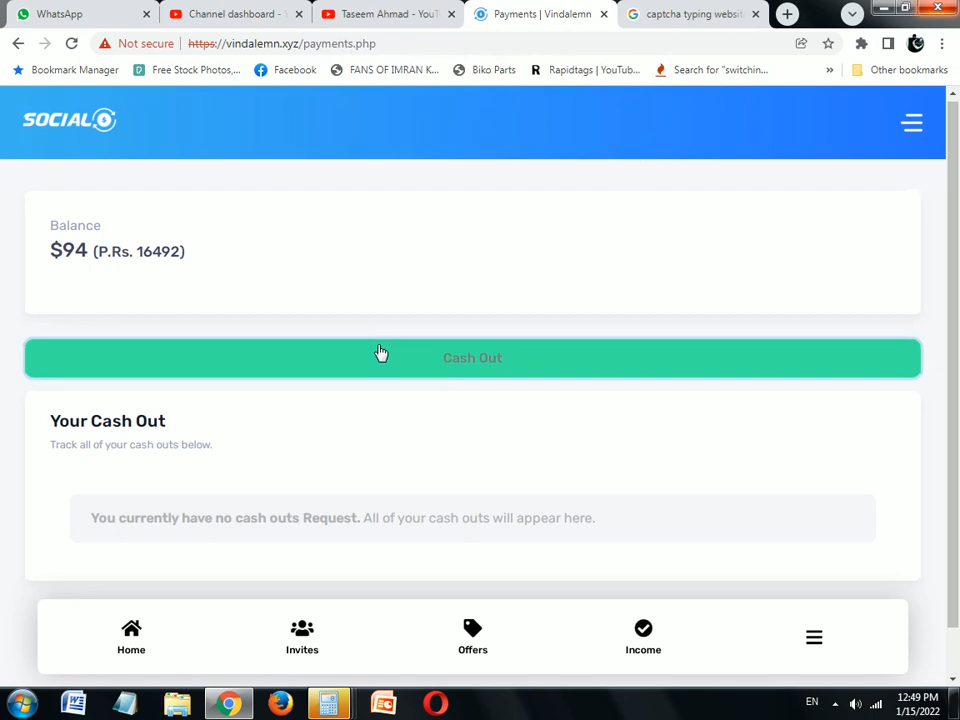 WhatsApp
Channel dashboard - Y
Taseem Ahmad - YouT
Payments | Vindalemn
captcha typing websit
Not secure
https://vindalemn.xyz/payments.php
Bookmark Manager
Free Stock Photos,...
Facebook
FANS OF IMRAN K...
Biko Parts
Rapidtags | YouTub...
Search for "switchin...
»
Other bookmarks
SOCIAL $
Balance
$94 (P.Rs. 16492)
Cash Out
Your Cash Out
Track all of your cash outs below.
You currently have no cash outs Request. All of your cash outs will appear here.
Home
Invites
Offers
Income
EN
12:49 PM
1/15/2022